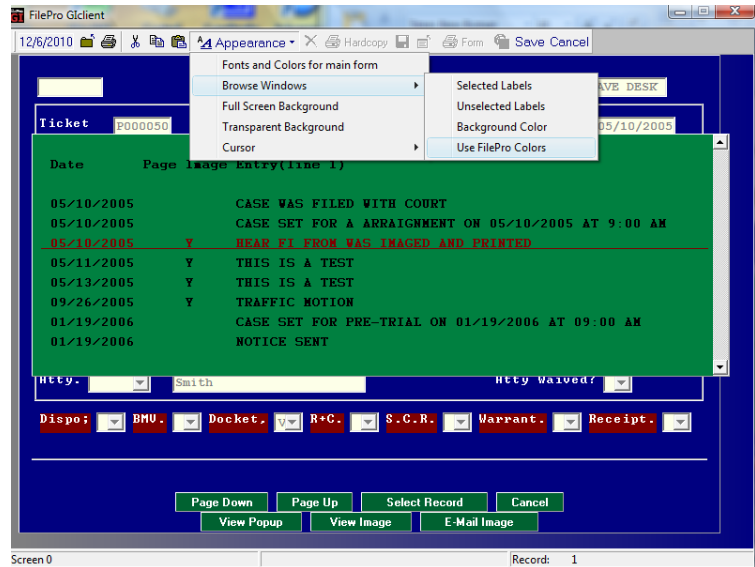 FilePro GIclient
12/6/2010 Appearance Hardcopy Form Save Cancel
Fonts and Colors for main form
Browse Windows
Full Screen Background
Transparent Background
Cursor
Selected Labels
Unselected Labels
Background Color
Use FilePro Colors
AVE DESK
Ticket P000050 05/10/2005
Date Page Image Entry(line 1)
05/10/2005 CASE WAS FILED WITH COURT
05/10/2005 CASE SET FOR A ARRAIGNMENT ON 05/10/2005 AT 9:00 AM
05/10/2005 Y HEAR FI FROM WAS IMAGED AND PRINTED
05/11/2005 Y THIS IS A TEST
05/13/2005 Y THIS IS A TEST
09/26/2005 Y TRAFFIC MOTION
01/19/2006 CASE SET FOR PRE-TRIAL ON 01/19/2006 AT 09:00 AM
01/19/2006 NOTICE SENT
Atty. Smith Atty Waived?
Dispo; BMV. Docket, V R+C. S.C.R. Warrant. Receipt.
Page Down Page Up Select Record Cancel
View Popup View Image E-Mail Image
Screen 0 Record: 1